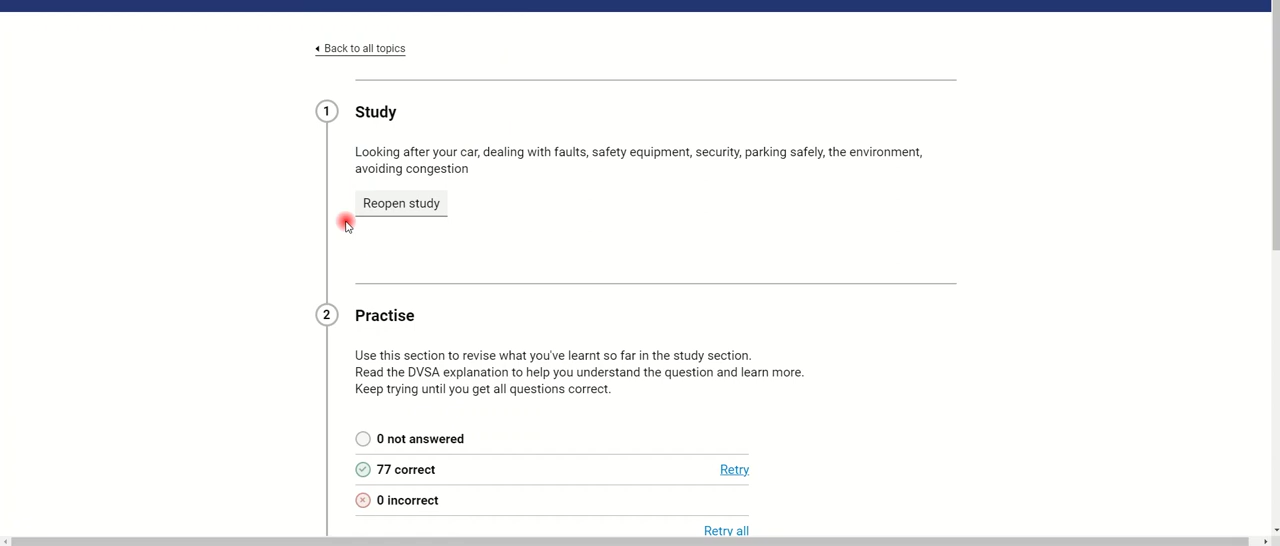 Back to all topics
1
Study
Looking after your car, dealing with faults, safety equipment, security, parking safely, the environment,
avoiding congestion
Reopen study
2
Practise
Use this section to revise what you've learnt so far in the study section.
Read the DVSA explanation to help you understand the question and learn more.
Keep trying until you get all questions correct.
0 not answered
77 correct Retry
0 incorrect
Retry all